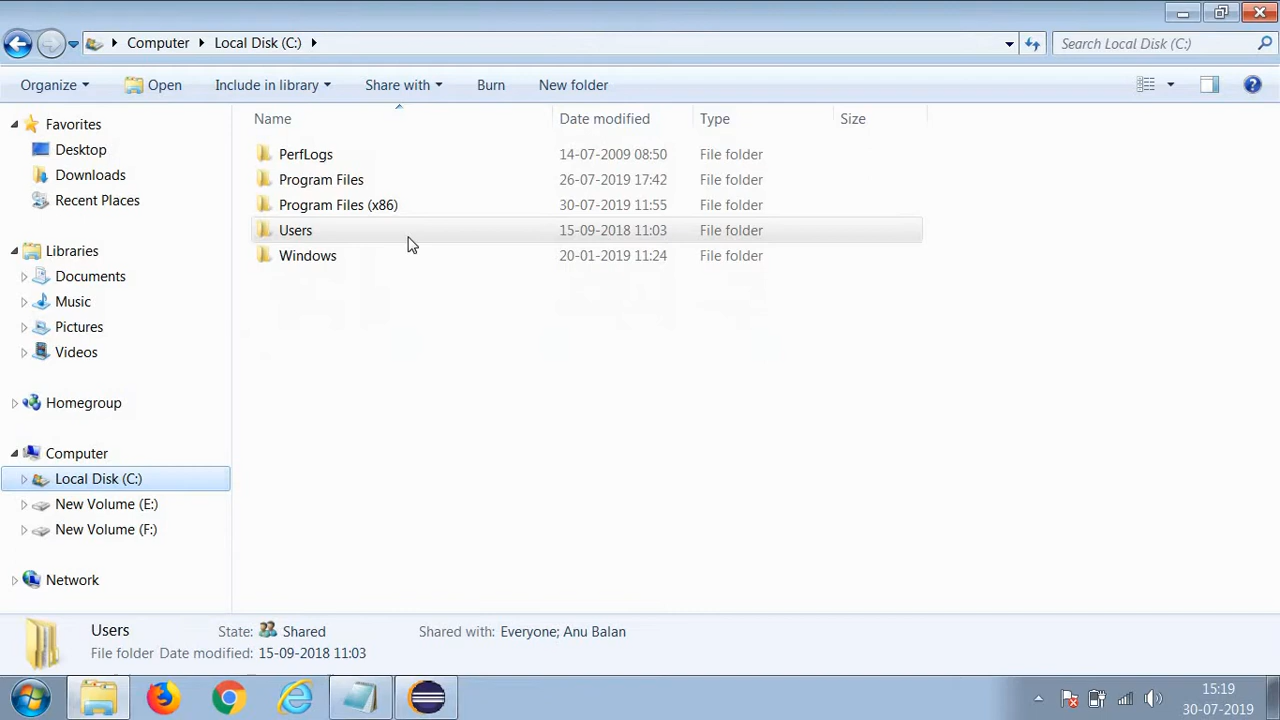 Computer Local Disk (C:)
Search Local Disk (C:)
Organize Open Include in library Share with Burn New folder
Name Date modified Type Size
Favorites
Desktop
Downloads
Recent Places
Libraries
Documents
Music
Pictures
Videos
Homegroup
Computer
Local Disk (C:)
New Volume (E:)
New Volume (F:)
Network
PerfLogs 14-07-2009 08:50 File folder
Program Files 26-07-2019 17:42 File folder
Program Files (x86) 30-07-2019 11:55 File folder
Users 15-09-2018 11:03 File folder
Windows 20-01-2019 11:24 File folder
Users State: Shared Shared with: Everyone; Anu Balan
File folder Date modified: 15-09-2018 11:03
15:19
30-07-2019